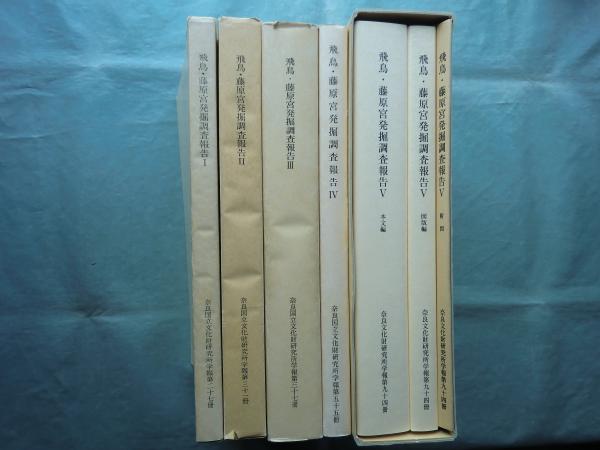 飛鳥・藤原宮発掘調査報告Ⅰ
奈良国立文化財研究所学報第二十七冊
飛鳥・藤原宮発掘調査報告Ⅱ
奈良国立文化財研究所学報第三十一冊
飛鳥・藤原宮発掘調査報告Ⅲ
奈良国立文化財研究所学報第三十七冊
飛鳥・藤原宮発掘調査報告Ⅳ
奈良国立文化財研究所学報第五十五冊
飛鳥・藤原宮発掘調査報告Ⅴ
本文編
奈良文化財研究所学報第九十四冊
飛鳥・藤原宮発掘調査報告Ⅴ
図版編
奈良文化財研究所学報第九十四冊
飛鳥・藤原宮発掘調査報告Ⅴ
附図
奈良文化財研究所学報第九十四冊